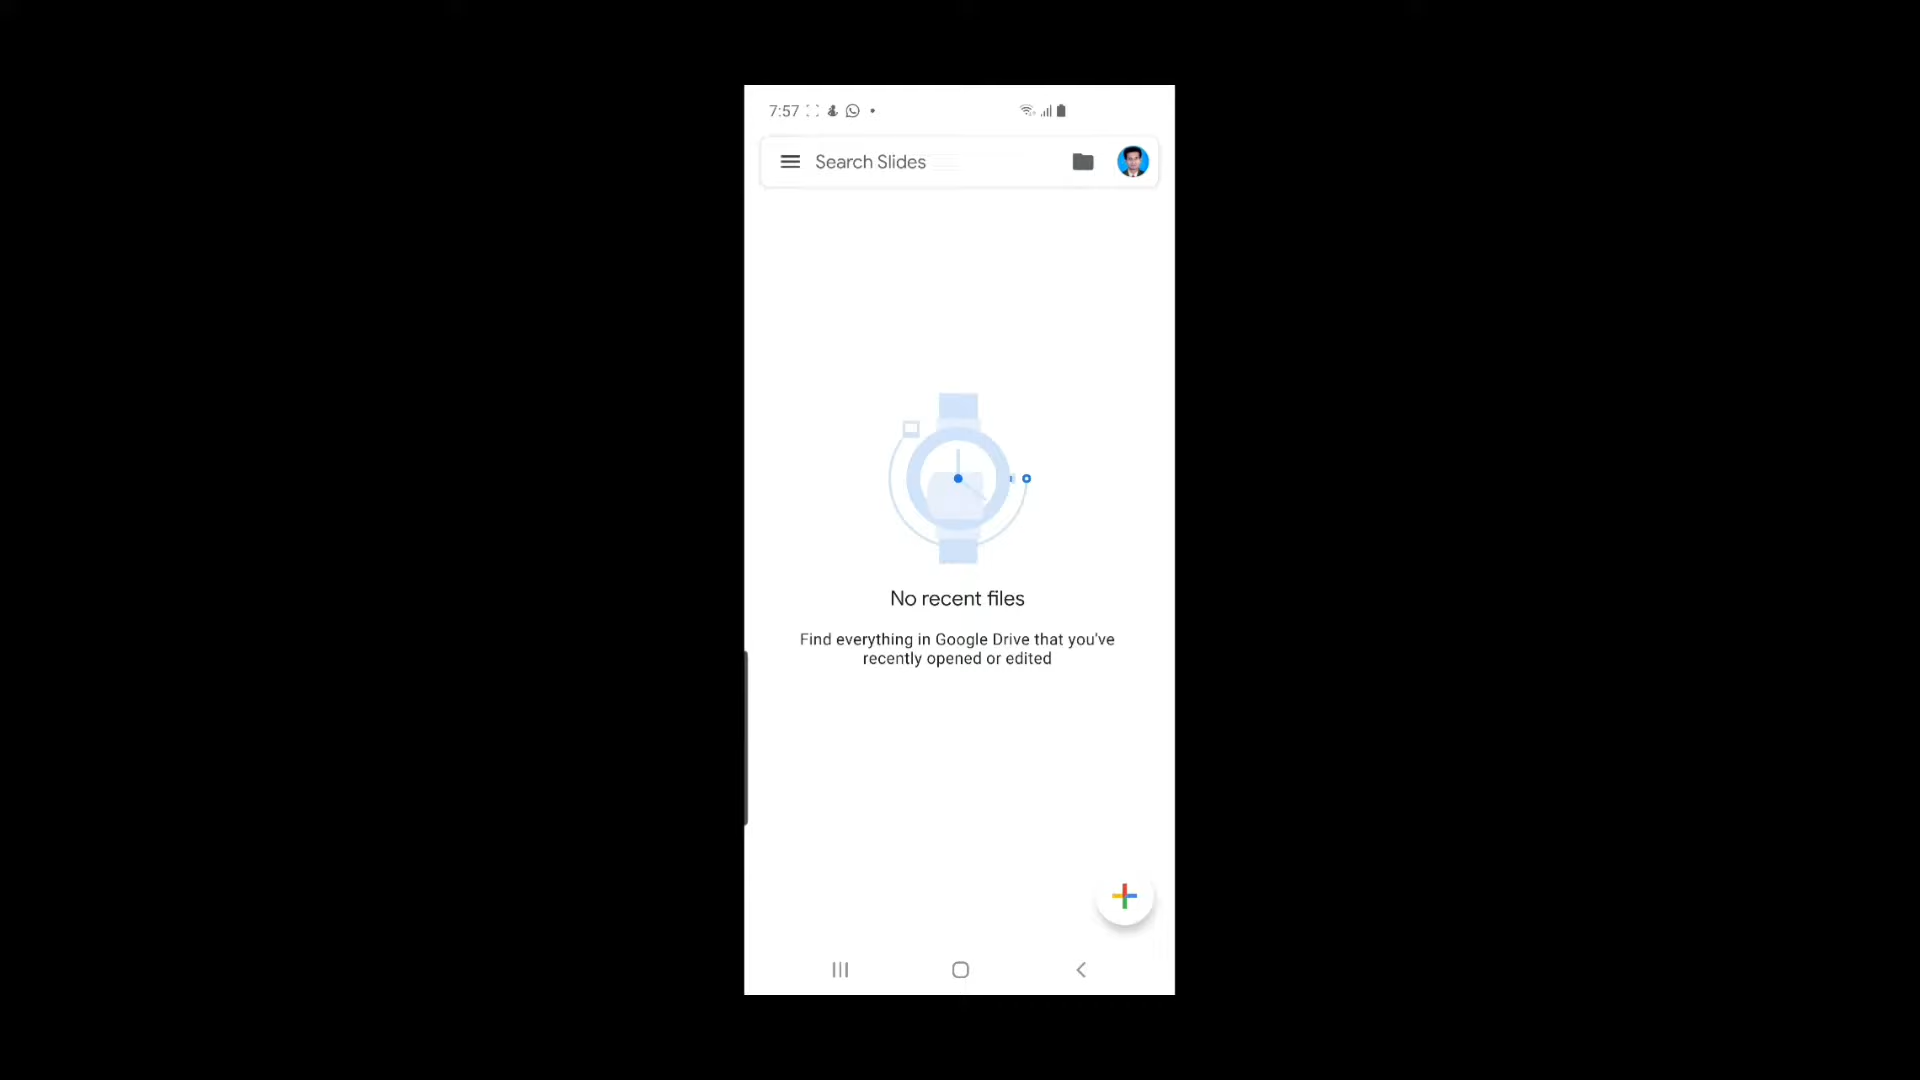 7:57
Search Slides
No recent files
Find everything in Google Drive that you've
recently opened or edited